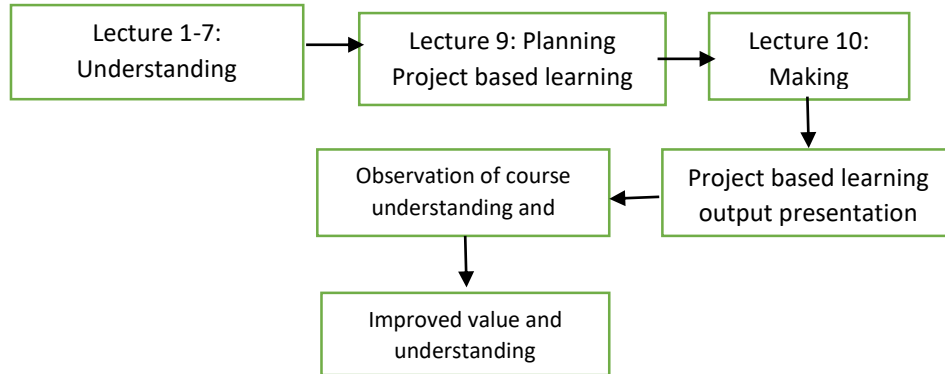 Lecture 1-7:
Understanding
Lecture 9: Planning
Project based learning
Lecture 10:
Making
Project based learning
output presentation
Observation of course
understanding and
Improved value and
understanding